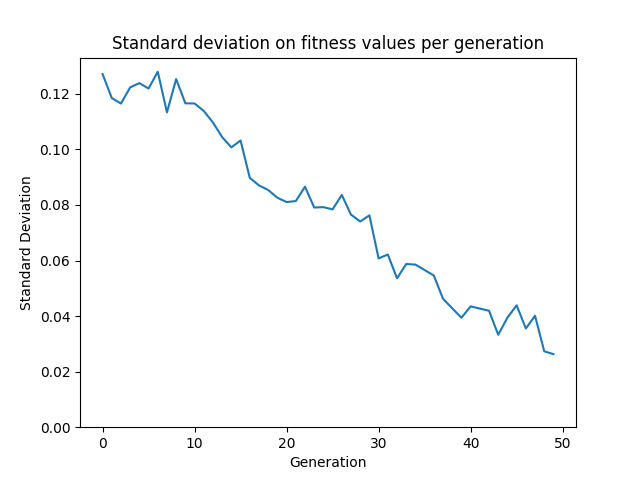 Standard deviation on fitness values per generation
0.12
0.10
0.08
0.06
0.04
0.02
0.00
Standard Deviation
0 10 20 30 40 50
Generation